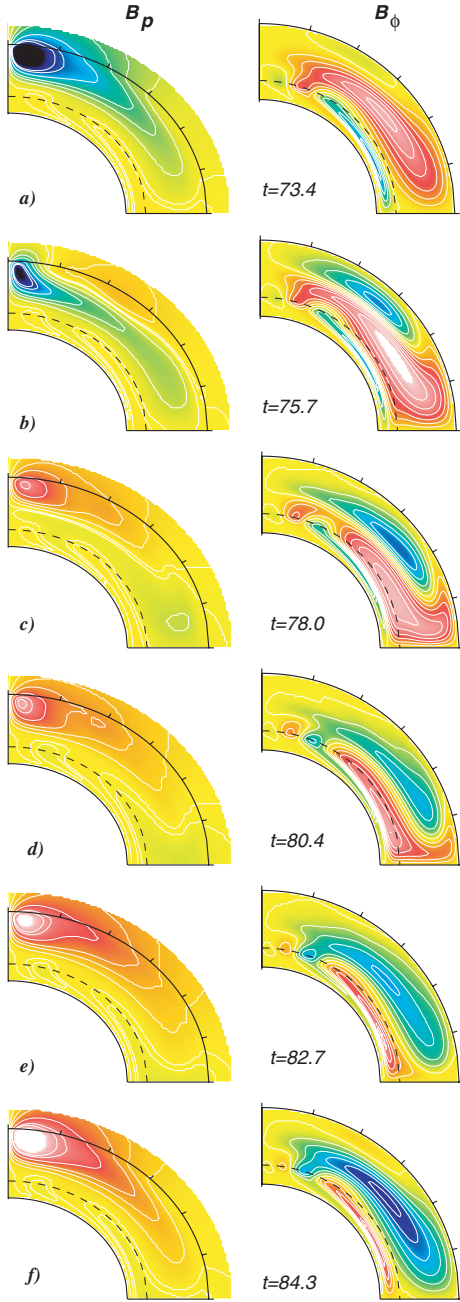 B_p B_ϕ
a) t=73.4
b) t=75.7
c) t=78.0
d) t=80.4
e) t=82.7
f) t=84.3